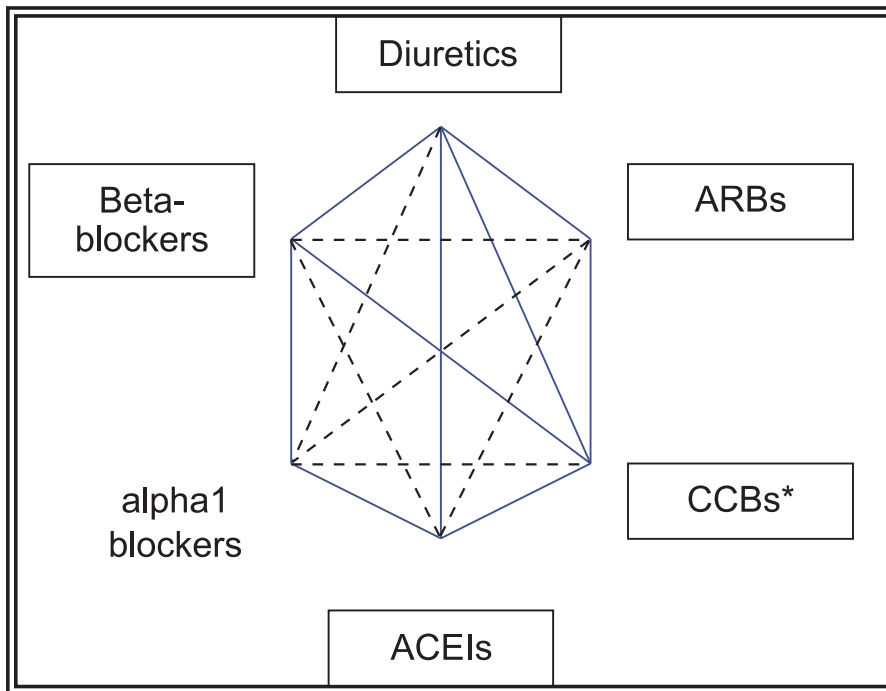 Diuretics
Beta-
blockers
ARBs
alpha1
blockers
CCBs*
ACEIs